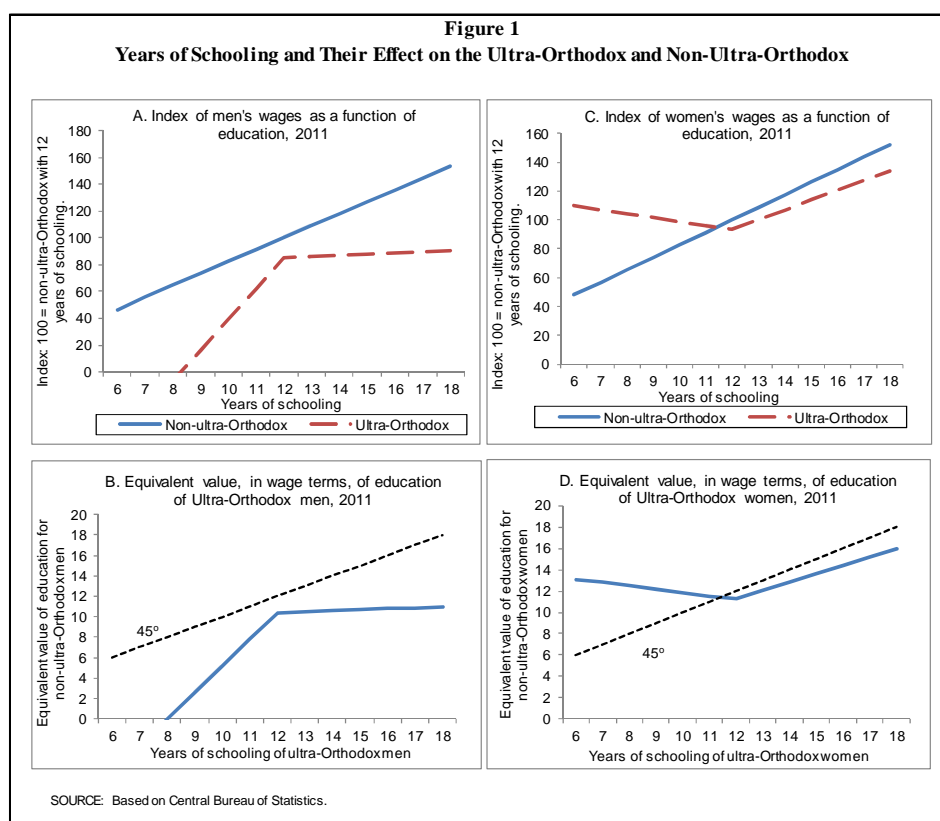 Figure 1
Years of Schooling and Their Effect on the Ultra-Orthodox and Non-Ultra-Orthodox
A. Index of men's wages as a function of
education, 2011
Index: 100 = non-ultra-Orthodox with 12
years of schooling.
180
160
140
120
100
80
60
40
20
0
6 7 8 9 10 11 12 13 14 15 16 17 18
Years of schooling
Non-ultra-Orthodox
Ultra-Orthodox
C. Index of women's wages as a function of
education, 2011
Index: 100 = non-ultra-Orthodox with 12
years of schooling.
160
140
120
100
80
60
40
20
0
6 7 8 9 10 11 12 13 14 15 16 17 18
Years of schooling
Non-ultra-Orthodox
Ultra-Orthodox
B. Equivalent value, in wage terms, of education
of Ultra-Orthodox men, 2011
Equivalent value of education for
non-ultra-Orthodoxmen
20
18
16
14
12
10
8
6
4
2
0
45º
6 7 8 9 10 11 12 13 14 15 16 17 18
Years of schooling of ultra-Orthodoxmen
D. Equivalent value, in wage terms, of education
of Ultra-Orthodox women, 2011
Equivalent value of education for
non-ultra-Orthodoxwomen
20
18
16
14
12
10
8
6
4
2
0
45º
6 7 8 9 10 11 12 13 14 15 16 17 18
Years of schooling of ultra-Orthodoxwomen
SOURCE: Based on Central Bureau of Statistics.